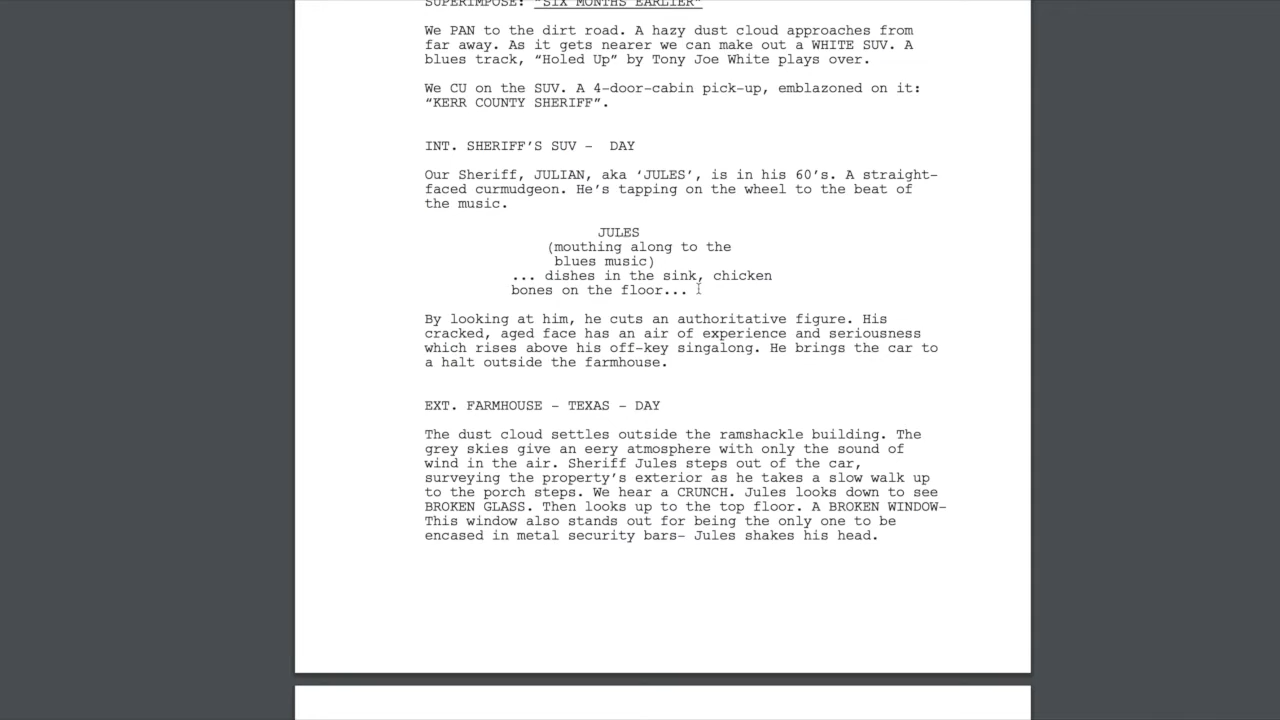 SUPERIMPOSE: "SIX MONTHS EARLIER"
We PAN to the dirt road. A hazy dust cloud approaches from
far away. As it gets nearer we can make out a WHITE SUV. A
blues track, “Holed Up” by Tony Joe White plays over.
We CU on the SUV. A 4-door-cabin pick-up, emblazoned on it:
“KERR COUNTY SHERIFF”.
INT. SHERIFF’S SUV - DAY
Our Sheriff, JULIAN, aka ‘JULES’, is in his 60’s. A straight-
faced curmudgeon. He’s tapping on the wheel to the beat of
the music.
JULES
(mouthing along to the
blues music)
... dishes in the sink, chicken
bones on the floor...
By looking at him, he cuts an authoritative figure. His
cracked, aged face has an air of experience and seriousness
which rises above his off-key singalong. He brings the car to
a halt outside the farmhouse.
EXT. FARMHOUSE - TEXAS - DAY
The dust cloud settles outside the ramshackle building. The
grey skies give an eery atmosphere with only the sound of
wind in the air. Sheriff Jules steps out of the car,
surveying the property’s exterior as he takes a slow walk up
to the porch steps. We hear a CRUNCH. Jules looks down to see
BROKEN GLASS. Then looks up to the top floor. A BROKEN WINDOW-
This window also stands out for being the only one to be
encased in metal security bars- Jules shakes his head.